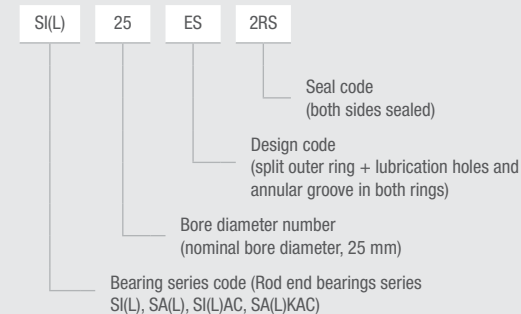 SI(L) 25 ES 2RS
Seal code
(both sides sealed)
Design code
(split outer ring + lubrication holes and
annular groove in both rings)
Bore diameter number
(nominal bore diameter, 25 mm)
Bearing series code (Rod end bearings series
SI(L), SA(L), SI(L)AC, SA(L)KAC)